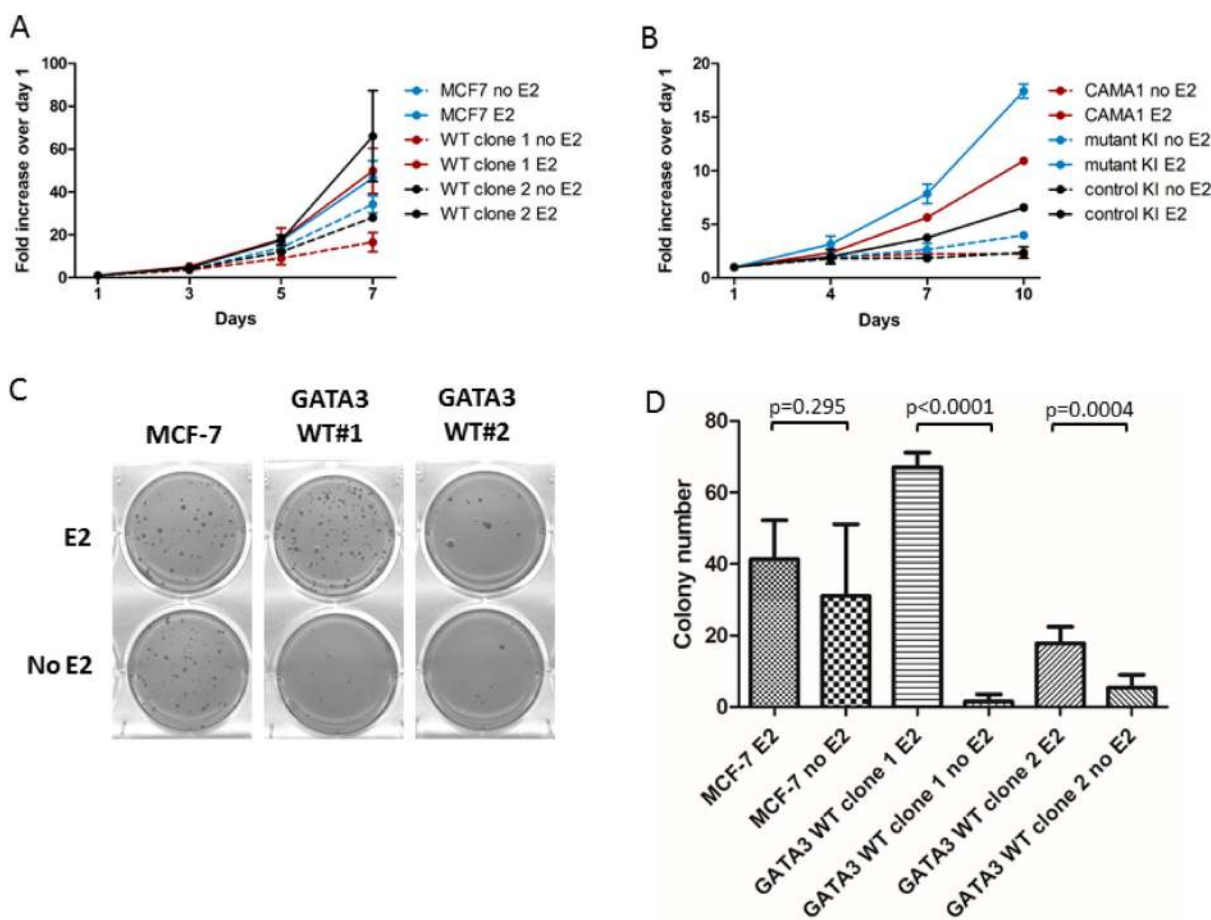 A
Fold increase over day 1
100
80
60
40
20
0
1
3
5
7
Days
MCF7 no E2
MCF7 E2
WT clone 1 no E2
WT clone 1 E2
WT clone 2 no E2
WT clone 2 E2
B
Fold increase over day 1
20
15
10
5
0
1
4
7
10
Days
CAMA1 no E2
CAMA1 E2
mutant KI no E2
mutant KI E2
control KI no E2
control KI E2
C
MCF-7
GATA3
WT#1
GATA3
WT#2
E2
No E2
D
Colony number
80
60
40
20
0
p=0.295
p<0.0001
p=0.0004
MCF-7 E2
MCF-7 no E2
GATA3 WT clone 1 E2
GATA3 WT clone 1 no E2
GATA3 WT clone 2 E2
GATA3 WT clone 2 no E2